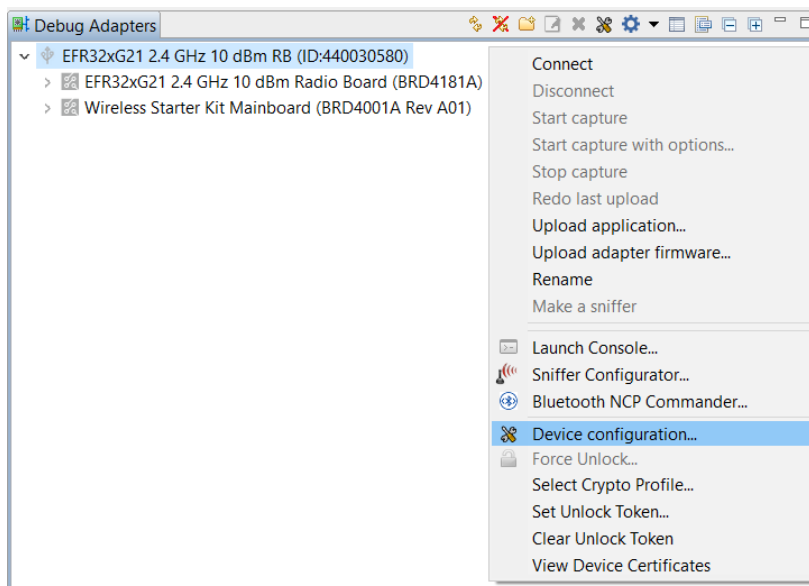 Debug Adapters
EFR32xG21 2.4 GHz 10 dBm RB (ID:440030580)
EFR32xG21 2.4 GHz 10 dBm Radio Board (BRD4181A)
Wireless Starter Kit Mainboard (BRD4001A Rev A01)
Connect
Disconnect
Start capture
Start capture with options...
Stop capture
Redo last upload
Upload application...
Upload adapter firmware...
Rename
Make a sniffer
Launch Console...
Sniffer Configurator...
Bluetooth NCP Commander...
Device configuration...
Force Unlock...
Select Crypto Profile...
Set Unlock Token...
Clear Unlock Token
View Device Certificates